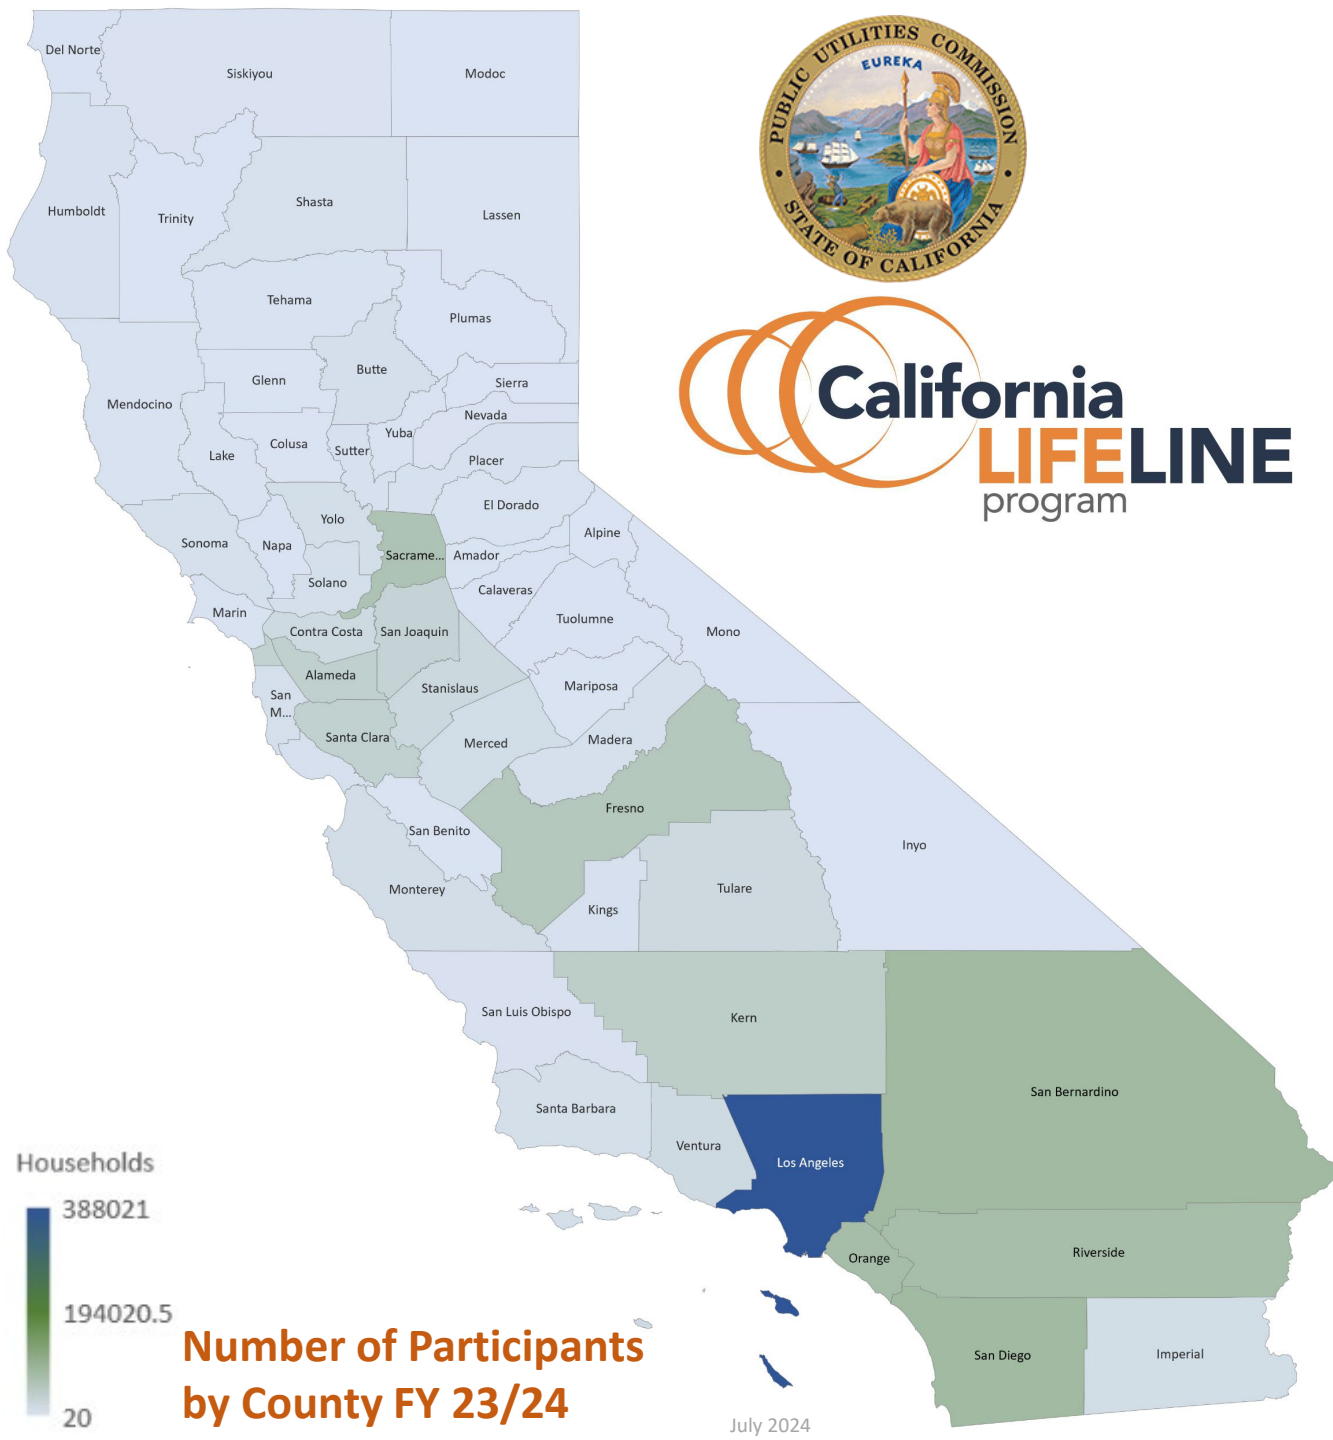 PUBLIC UTILITIES COMMISSION
EUREKA
STATE OF CALIFORNIA
California
LIFELINE
program
Del Norte
Siskiyou
Modoc
Humboldt
Trinity
Shasta
Lassen
Tehama
Plumas
Glenn
Butte
Sierra
Mendocino
Nevada
Lake
Colusa
Sutter
Yuba
Placer
El Dorado
Yolo
Sonoma
Napa
Alpine
Sacrame...
Amador
Solano
Calaveras
Marin
Tuolumne
Contra Costa
San Joaquin
Mono
Alameda
Stanislaus
Mariposa
San
M...
Santa Clara
Merced
Madera
Fresno
San Benito
Inyo
Monterey
Tulare
Kings
San Luis Obispo
Kern
San Bernardino
Santa Barbara
Ventura
Los Angeles
Orange
Riverside
San Diego
Imperial
Households
388021
194020.5
20
Number of Participants
by County FY 23/24
July 2024